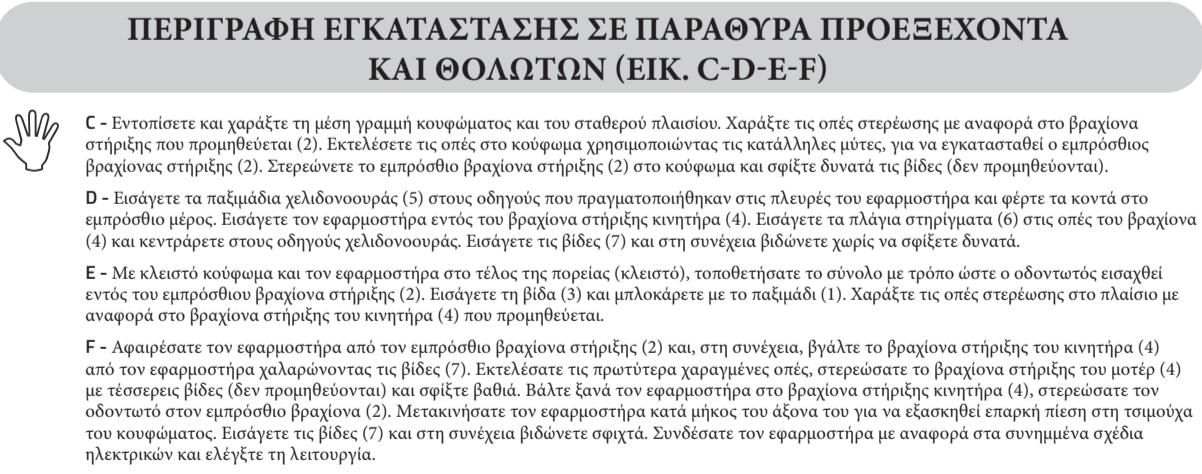 ΠΕΡΙΓΡΑΦΗ ΕΓΚΑΤΑΣΤΑΣΗΣ ΣΕ ΠΑΡΑΘΥΡΑ ΠΡΟΕΞΕΧΟΝΤΑ
ΚΑΙ ΘΟΛΩΤΩΝ (ΕΙΚ. C-D-E-F)
C - Εντοπίσετε και χαράξτε τη μέση γραμμή κουφώματος και του σταθερού πλαισίου. Χαράξτε τις οπές στερέωσης με αναφορά στο βραχίονα
στήριξης που προμηθεύεται (2). Εκτελέσετε τις οπές στο κούφωμα χρησιμοποιώντας τις κατάλληλες μύτες, για να εγκατασταθεί ο εμπρόσθιος
βραχίονας στήριξης (2). Στερεώνετε το εμπρόσθιο βραχίονα στήριξης (2) στο κούφωμα και σφίξτε δυνατά τις βίδες (δεν προμηθεύονται).
D - Εισάγετε τα παξιμάδια χελιδονοουράς (5) στους οδηγούς που πραγματοποιήθηκαν στις πλευρές του εφαρμοστήρα και φέρτε τα κοντά στο
εμπρόσθιο μέρος. Εισάγετε τον εφαρμοστήρα εντός του βραχίονα στήριξης κινητήρα (4). Εισάγετε τα πλάγια στηρίγματα (6) στις οπές του βραχίονα
(4) και κεντράρετε στους οδηγούς χελιδονοουράς. Εισάγετε τις βίδες (7) και στη συνέχεια βιδώνετε χωρίς να σφίξετε δυνατά.
E - Με κλειστό κούφωμα και τον εφαρμοστήρα στο τέλος της πορείας (κλειστό), τοποθετήσατε το σύνολο με τρόπο ώστε ο οδοντωτός εισαχθεί
εντός του εμπρόσθιου βραχίονα στήριξης (2). Εισάγετε τη βίδα (3) και μπλοκάρετε με το παξιμάδι (1). Χαράξτε τις οπές στερέωσης στο πλαίσιο με
αναφορά στο βραχίονα στήριξης του κινητήρα (4) που προμηθεύεται.
F - Αφαιρέσατε τον εφαρμοστήρα από τον εμπρόσθιο βραχίονα στήριξης (2) και, στη συνέχεια, βγάλτε το βραχίονα στήριξης του κινητήρα (4)
από τον εφαρμοστήρα χαλαρώνοντας τις βίδες (7). Εκτελέσατε τις πρωτύτερα χαραγμένες οπές, στερεώσατε το βραχίονα στήριξης του μοτέρ (4)
με τέσσερεις βίδες (δεν προμηθεύονται) και σφίξτε βαθιά. Βάλτε ξανά τον εφαρμοστήρα στο βραχίονα στήριξης κινητήρα (4), στερεώσατε τον
οδοντωτό στον εμπρόσθιο βραχίονα (2). Μετακινήσατε τον εφαρμοστήρα κατά μήκος του άξονα του για να εξασκηθεί επαρκή πίεση στη τσιμούχα
του κουφώματος. Εισάγετε τις βίδες (7) και στη συνέχεια βιδώνετε σφιχτά. Συνδέσατε τον εφαρμοστήρα με αναφορά στα συνημμένα σχέδια
ηλεκτρικών και ελέγξτε τη λειτουργία.